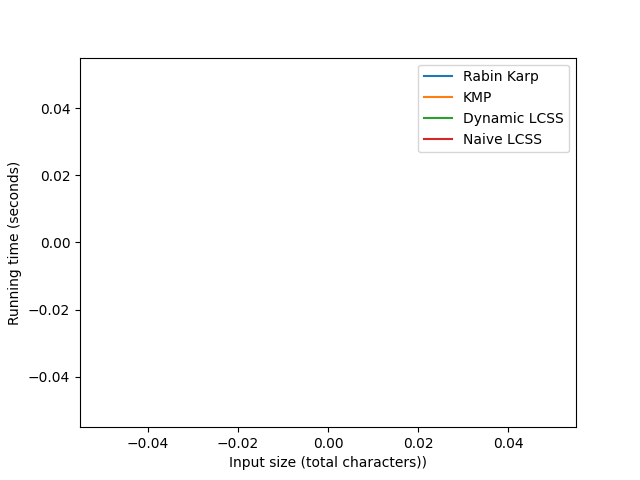 Rabin Karp
KMP
Dynamic LCSS
Naive LCSS
0.04
0.02
0.00
−0.02
−0.04
Running time (seconds)
−0.04 −0.02 0.00 0.02 0.04
Input size (total characters))